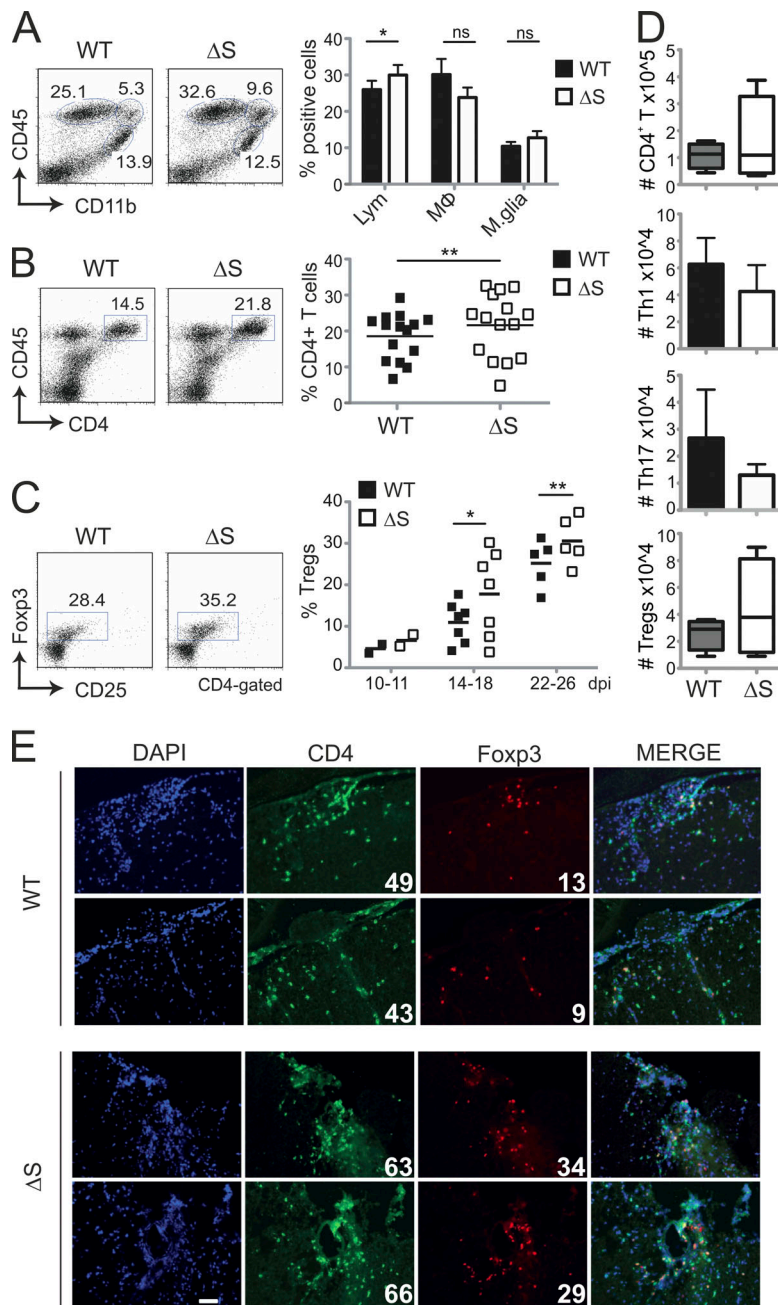 A
WT
ΔS
25.1
5.3
13.9
32.6
9.6
12.5
CD45
CD11b
% positive cells
40
30
20
10
0
*
ns
ns
WT
ΔS
Lym
MΦ
M.glia
B
WT
ΔS
14.5
21.8
CD45
CD4
% CD4+ T cells
40
30
20
10
0
**
WT
ΔS
WT
ΔS
C
WT
ΔS
28.4
35.2
Foxp3
CD25
CD4-gated
% Tregs
40
30
20
10
0
WT
ΔS
*
**
10-11
14-18
22-26
dpi
D
# CD4+ T x10^5
5
4
3
2
1
0
# Th1 x10^4
10
8
6
4
2
0
# Th17 x10^4
5
4
3
2
1
0
# Tregs x10^4
10
8
6
4
2
0
WT
ΔS
E
DAPI
CD4
Foxp3
MERGE
WT
49
13
43
9
ΔS
63
34
66
29